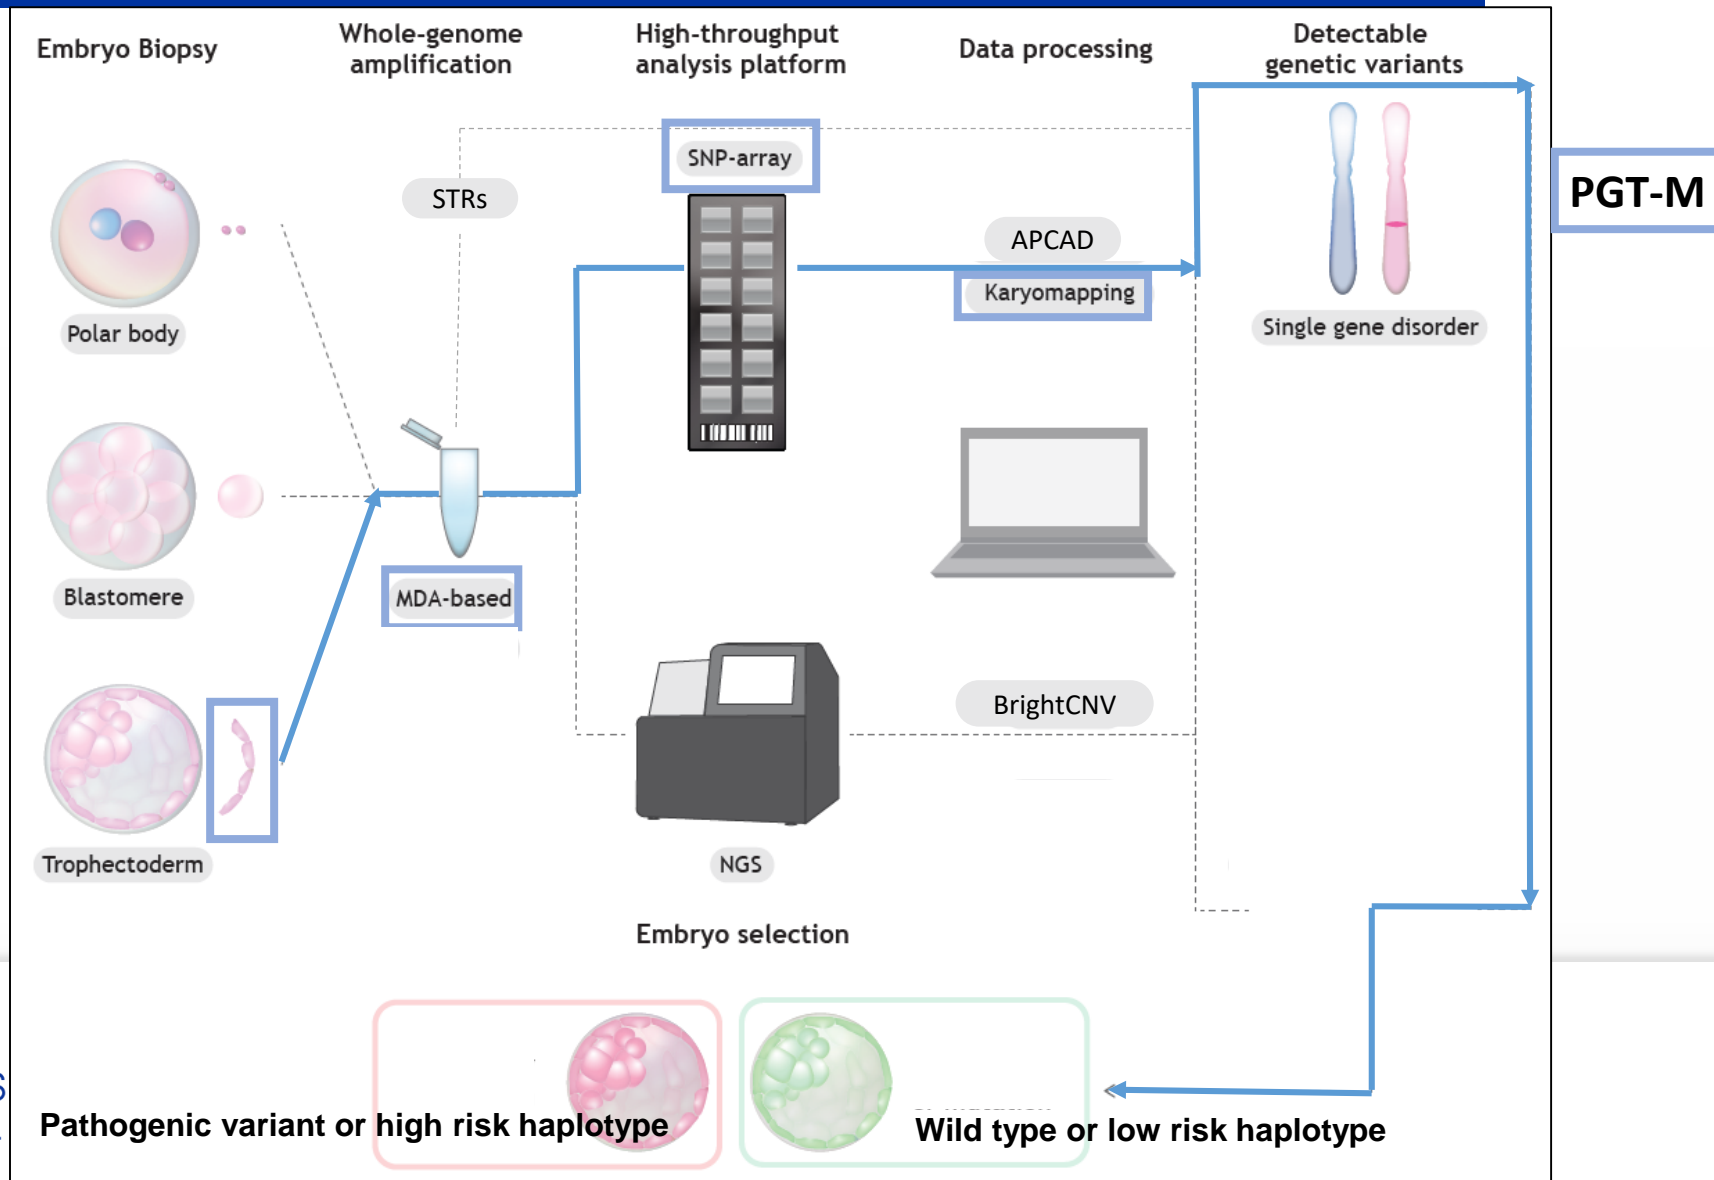 Embryo Biopsy
Whole-genome
amplification
High-throughput
analysis platform
Data processing
Detectable
genetic variants
SNP-array
STRs
PGT-M
APCAD
Karyomapping
Polar body
Single gene disorder
Blastomere
MDA-based
BrightCNV
Trophectoderm
NGS
Embryo selection
S
Pathogenic variant or high risk haplotype
Wild type or low risk haplotype